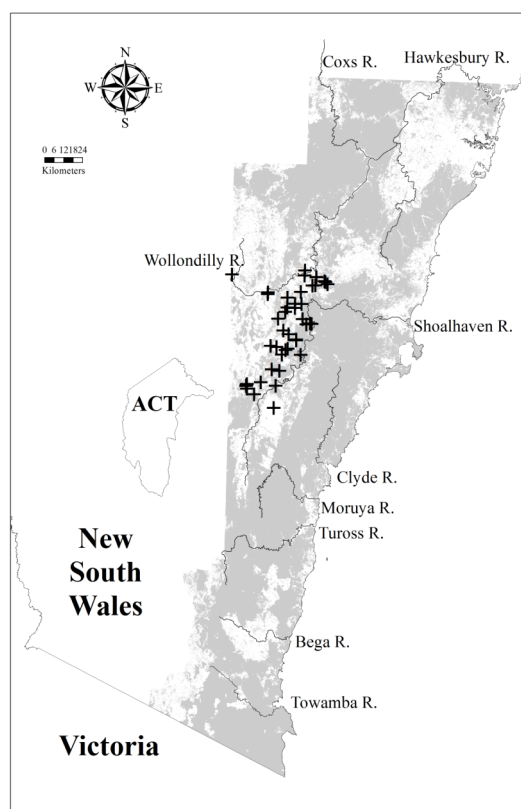 Coxs R.
Hawkesbury R.
N
W
E
S
0 6 121824
Kilometers
Wollondilly R.
Shoalhaven R.
ACT
Clyde R.
Moruya R.
Tuross R.
New
South
Wales
Bega R.
Towamba R.
Victoria